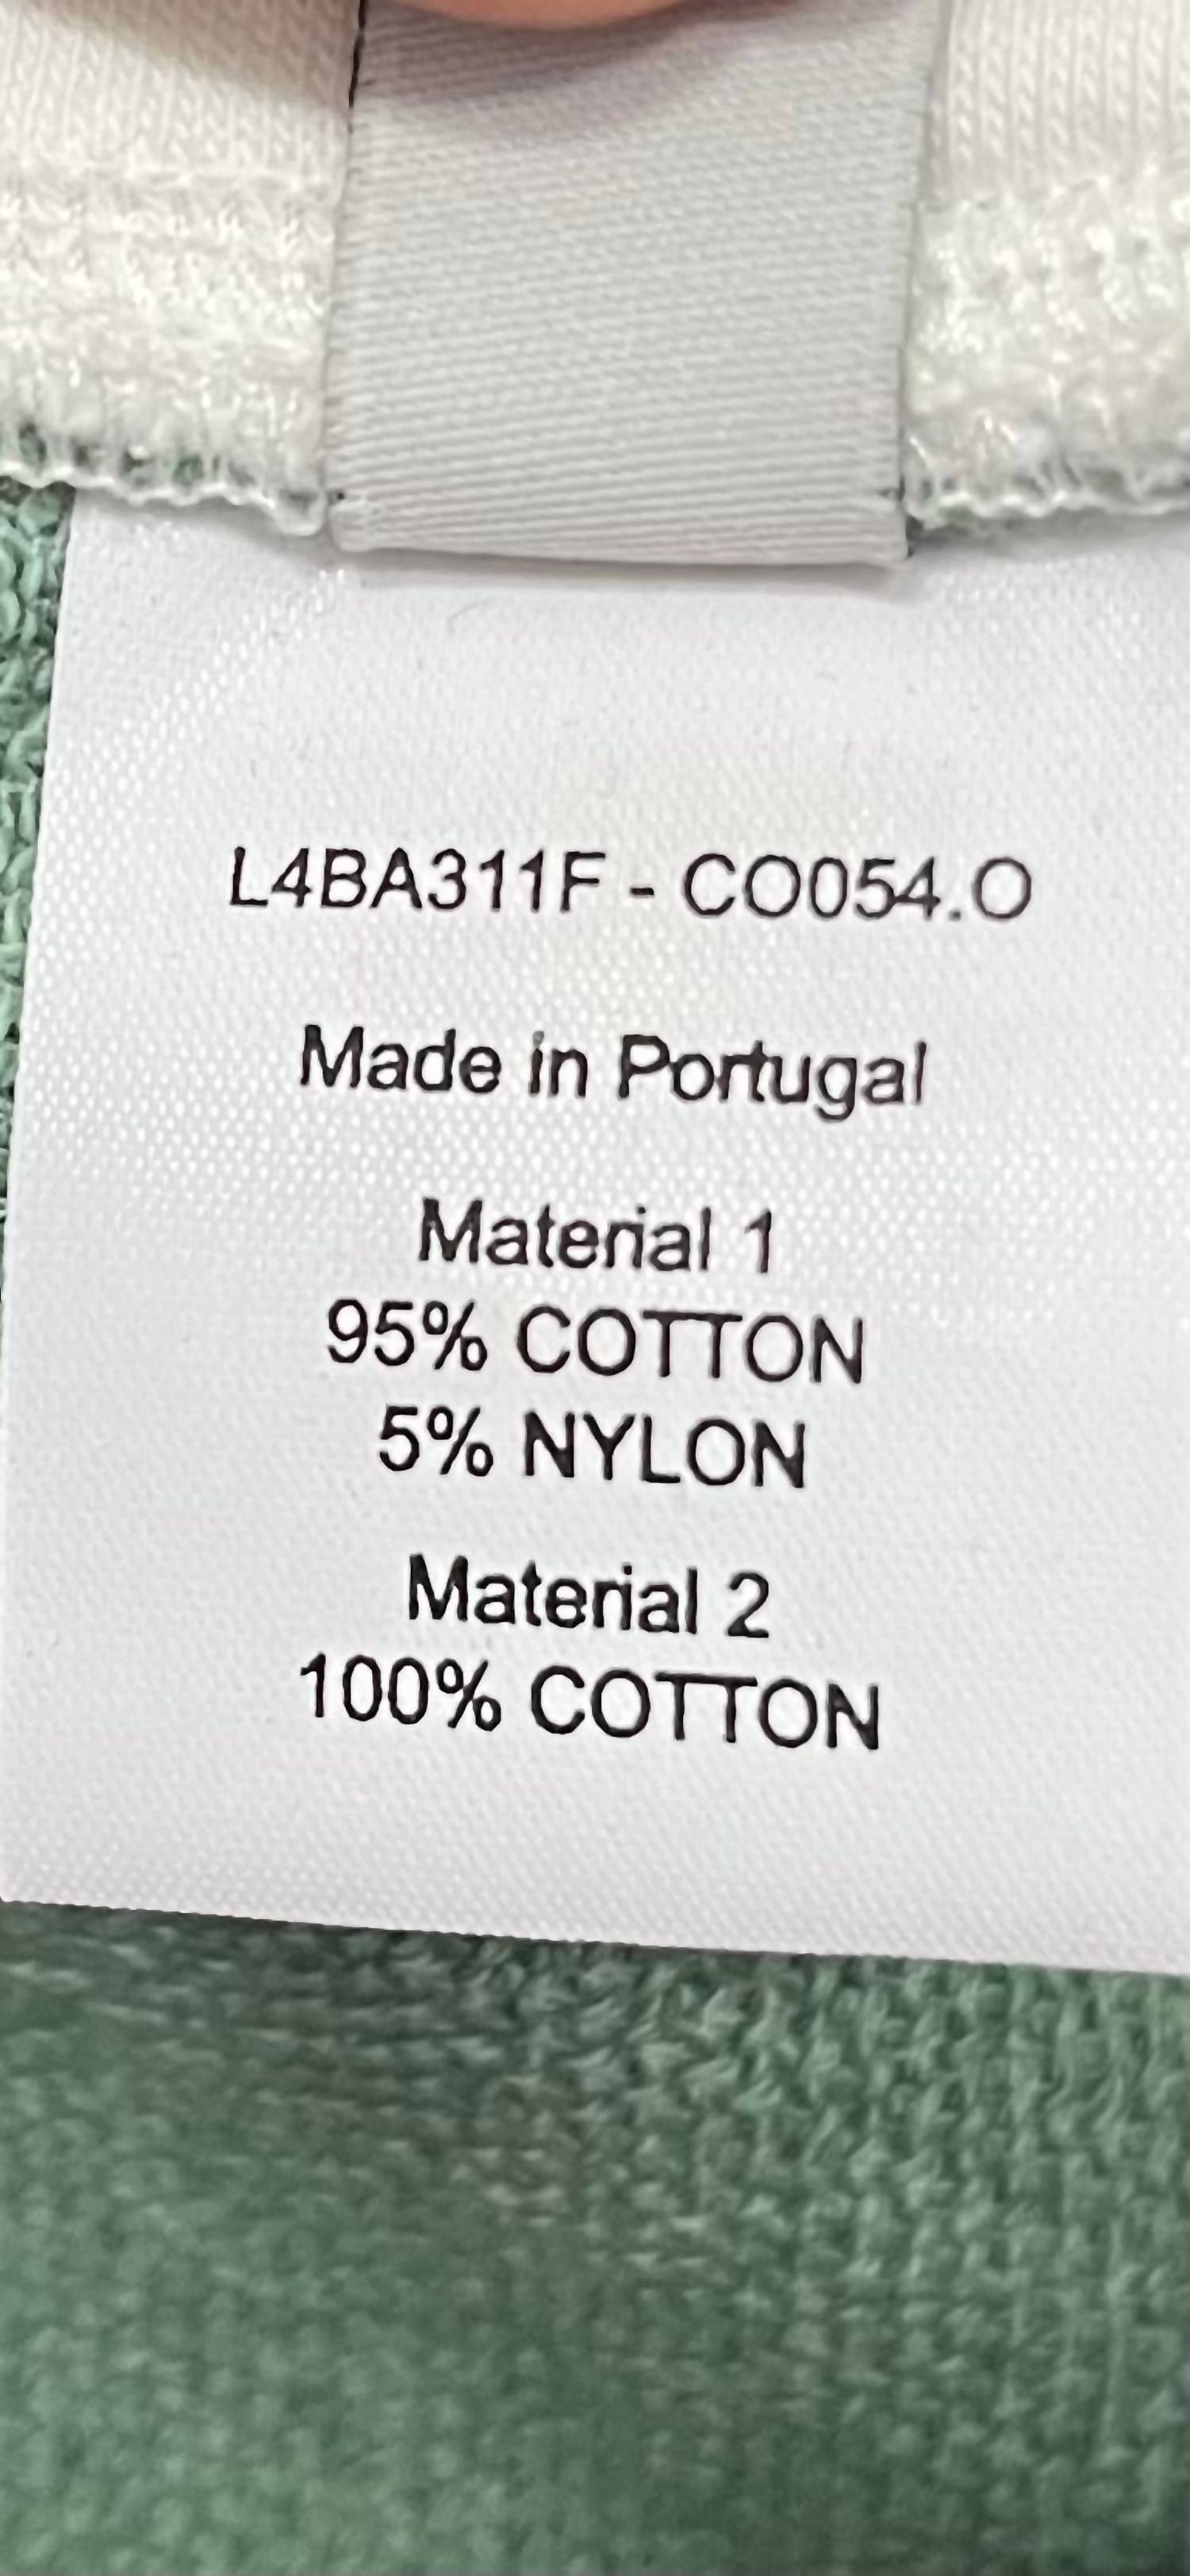 L4BA311F - CO054.O
Made in Portugal
Material 1
95% COTTON
5% NYLON
Material 2
100% COTTON